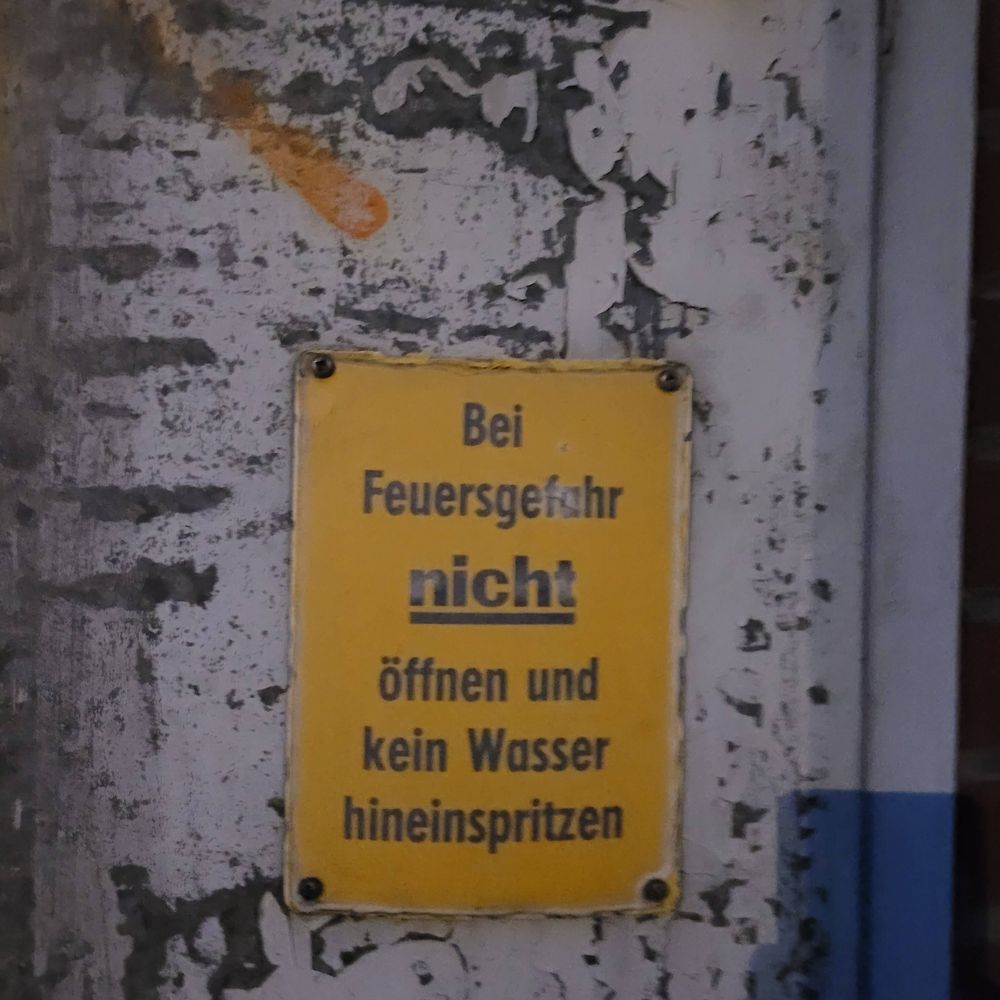 Bei
Feuersgefahr
nicht
öffnen und
kein Wasser
hineinspritzen